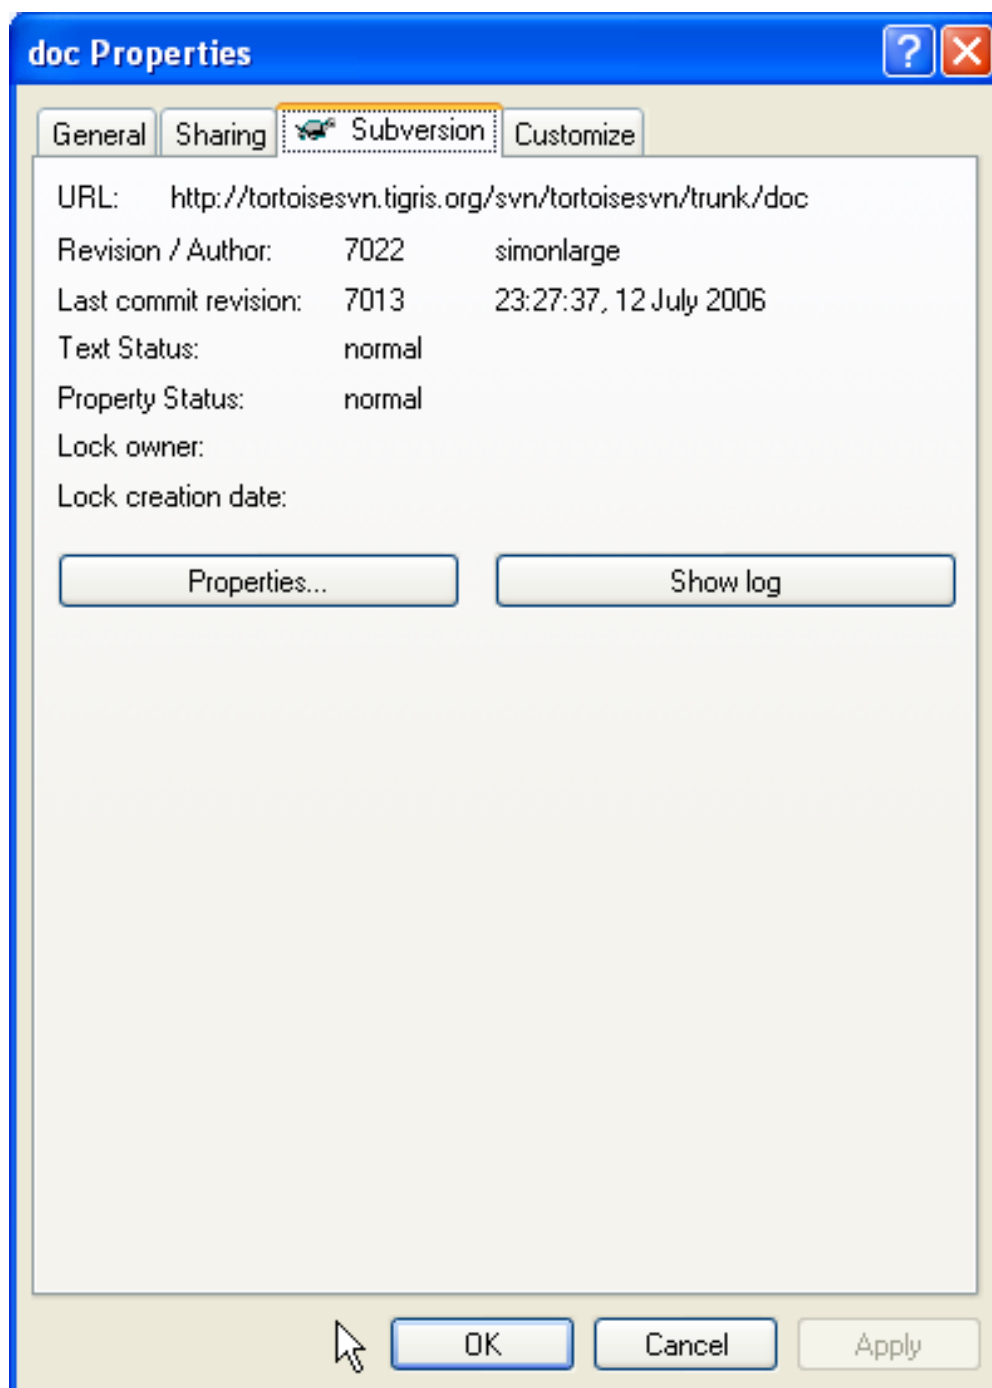 doc Properties
General Sharing Subversion Customize
URL: http://tortoisesvn.tigris.org/svn/tortoisesvn/trunk/doc
Revision / Author: 7022 simonlarge
Last commit revision: 7013 23:27:37, 12 July 2006
Text Status: normal
Property Status: normal
Lock owner:
Lock creation date:
Properties... Show log
OK Cancel Apply